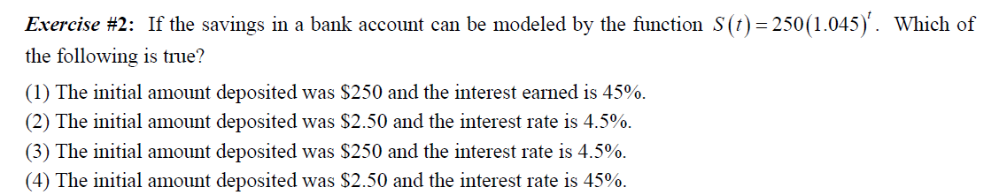 Exercise #2: If the savings in a bank account can be modeled by the function S(t) = 250(1.045)^t. Which of
the following is true?
(1) The initial amount deposited was $250 and the interest earned is 45%.
(2) The initial amount deposited was $2.50 and the interest rate is 4.5%.
(3) The initial amount deposited was $250 and the interest rate is 4.5%.
(4) The initial amount deposited was $2.50 and the interest rate is 45%.